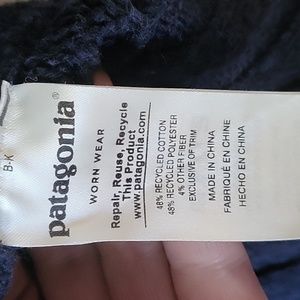 patagonia
WORN WEAR
Repair, Reuse, Recycle
This Product
www.patagonia.com
48% RECYCLED COTTON
48% RECYCLED POLYESTER
4% OTHER FIBER
EXCLUSIVE OF TRIM
MADE IN CHINA
FABRIQUÉ EN CHINE
HECHO EN CHINA
B-K